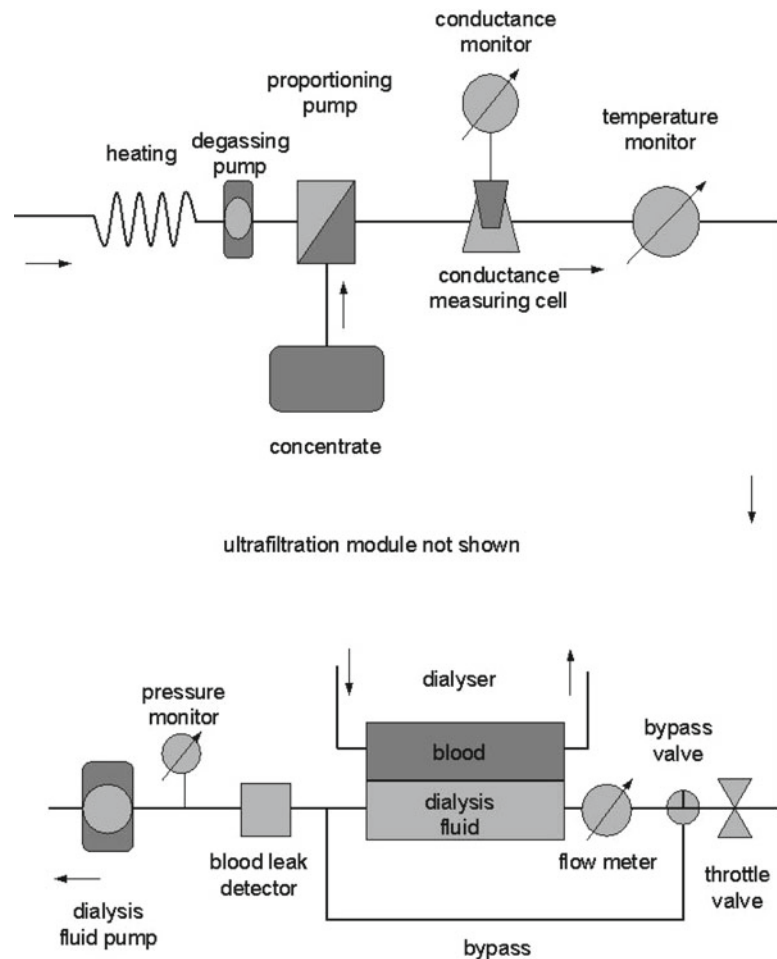 conductance
monitor
proportioning
pump
temperature
monitor
degassing
pump
heating
conductance
measuring cell
concentrate
ultrafiltration module not shown
pressure
monitor
dialyser
bypass
valve
blood
dialysis
fluid
blood leak
detector
flow meter
throttle
valve
dialysis
fluid pump
bypass